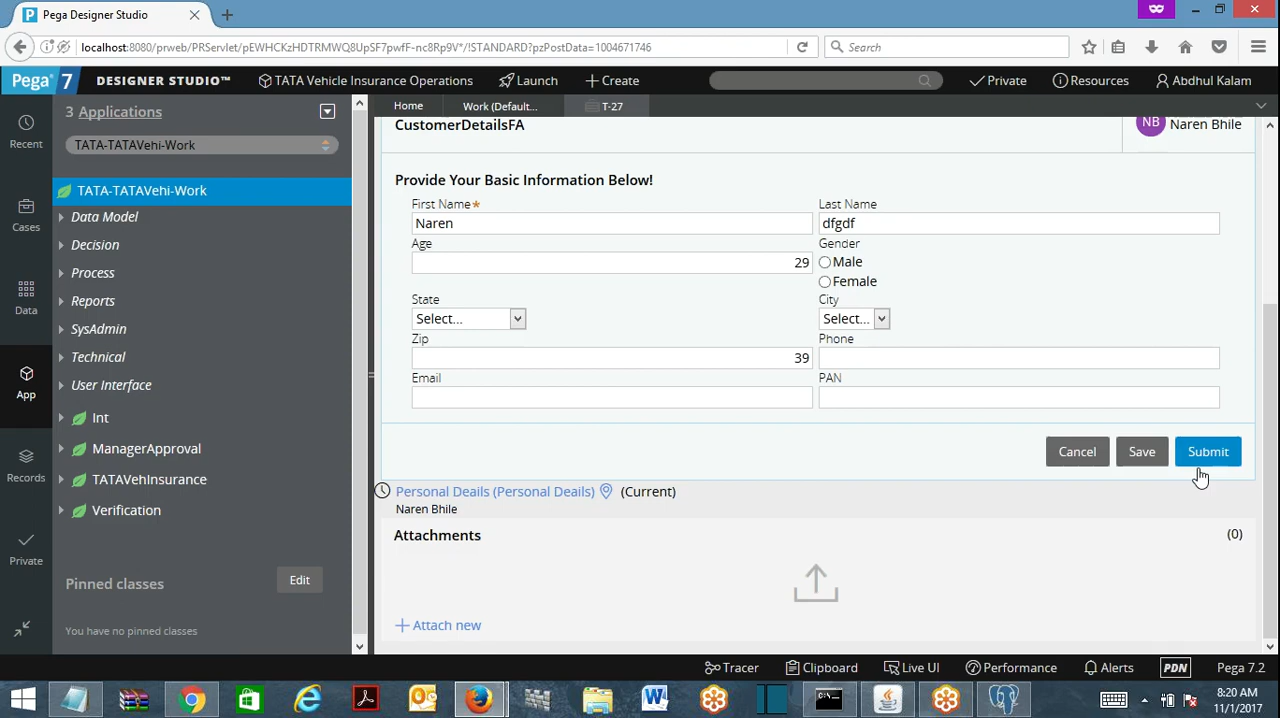 Pega Designer Studio
localhost:8080/prweb/PRServlet/pEWHCKzHDTRMWQ8UpSF7pwfF-nc8Rp9V*/!STANDARD?pzPostData=1004671746
Search
Pega 7 DESIGNER STUDIO™ TATA Vehicle Insurance Operations Launch Create Private Resources Abdhul Kalam
3 Applications
Home Work (Default... T-27
Recent
TATA-TATAVehi-Work
CustomerDetailsFA
NB Naren Bhile
TATA-TATAVehi-Work
Provide Your Basic Information Below!
Data Model
Cases
First Name* Last Name
Naren dfgdf
Decision
Age Gender
29 Male
Process
Female
Reports
Data
State City
Select... Select...
SysAdmin
Zip Phone
39
Technical
Email PAN
User Interface
App
Int
ManagerApproval
Cancel Save Submit
Records
TATAVehInsurance
Personal Deails (Personal Deails) (Current)
Naren Bhile
Verification
Attachments (0)
Private
Pinned classes Edit
Attach new
You have no pinned classes
Tracer Clipboard Live UI Performance Alerts PDN Pega 7.2
8:20 AM
11/1/2017